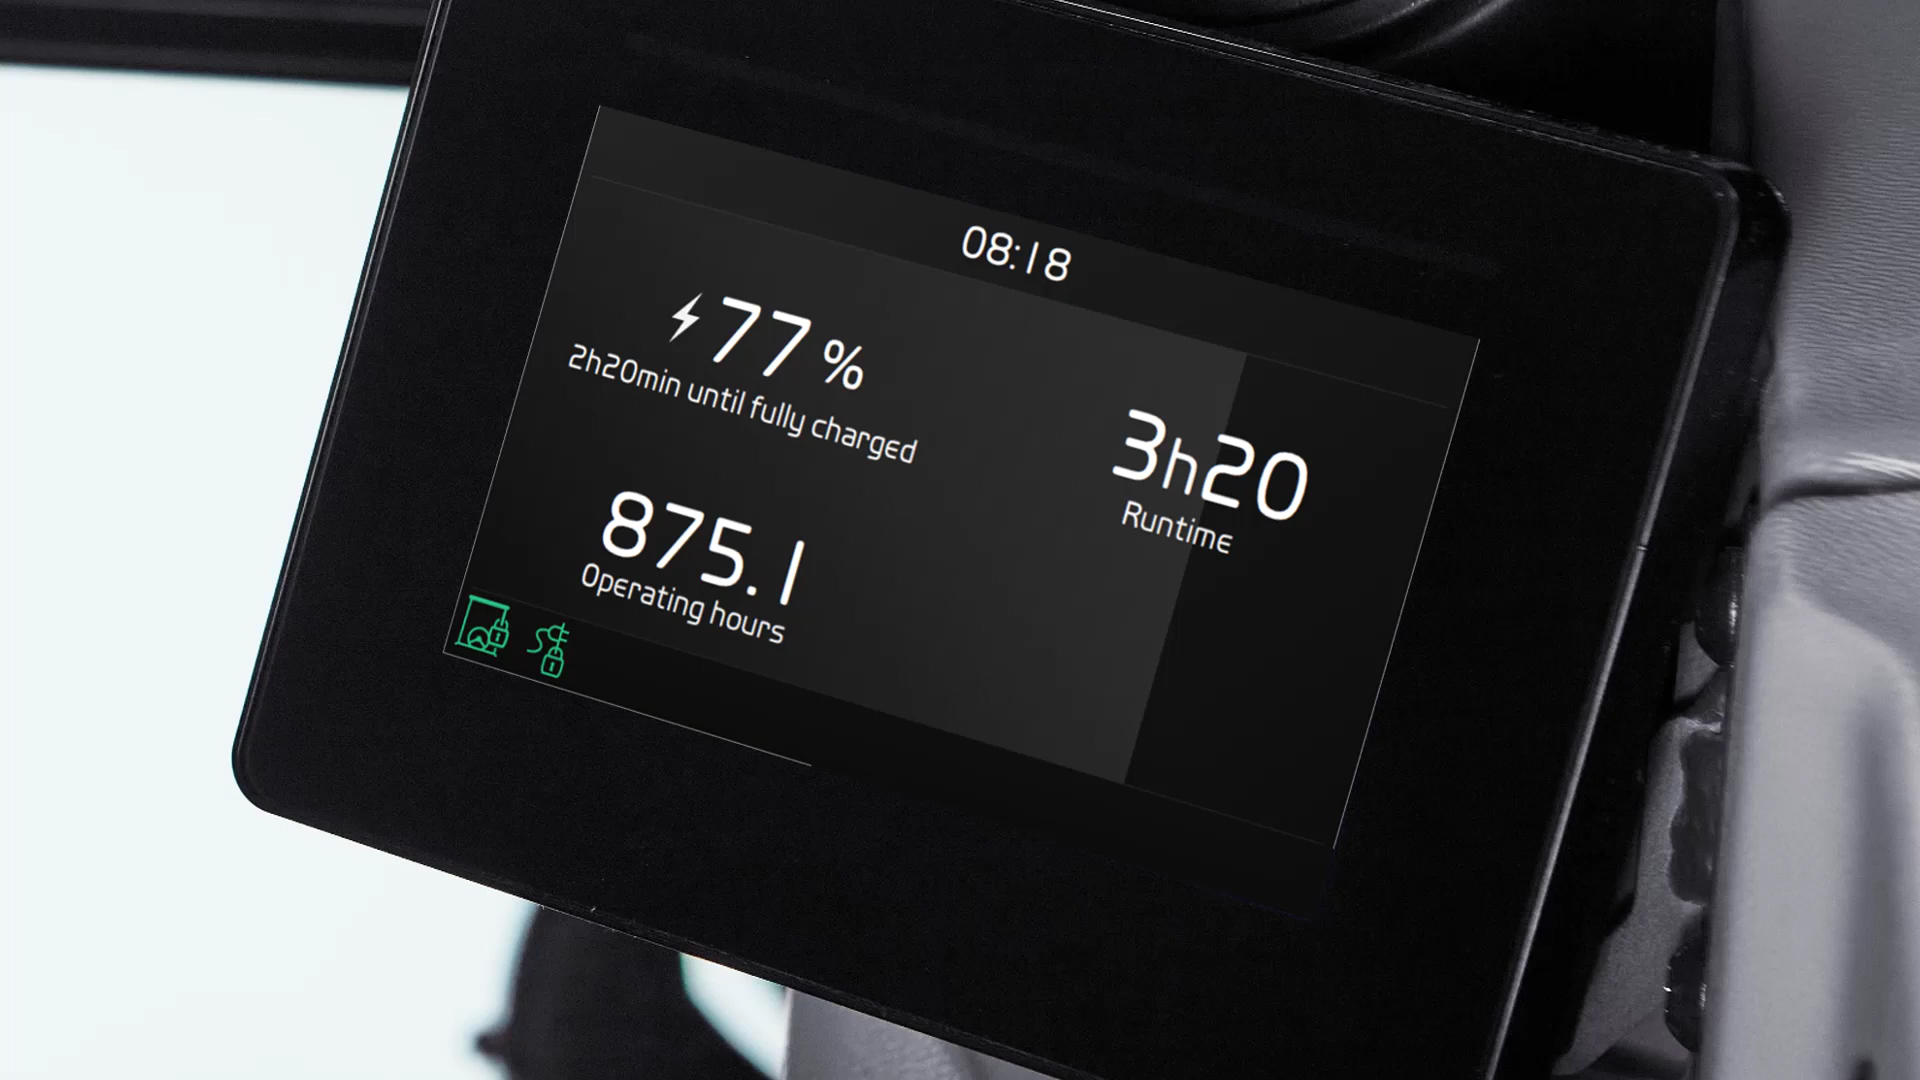 08:18
77 %
2h20min until fully charged
3h20
Runtime
875.1
Operating hours